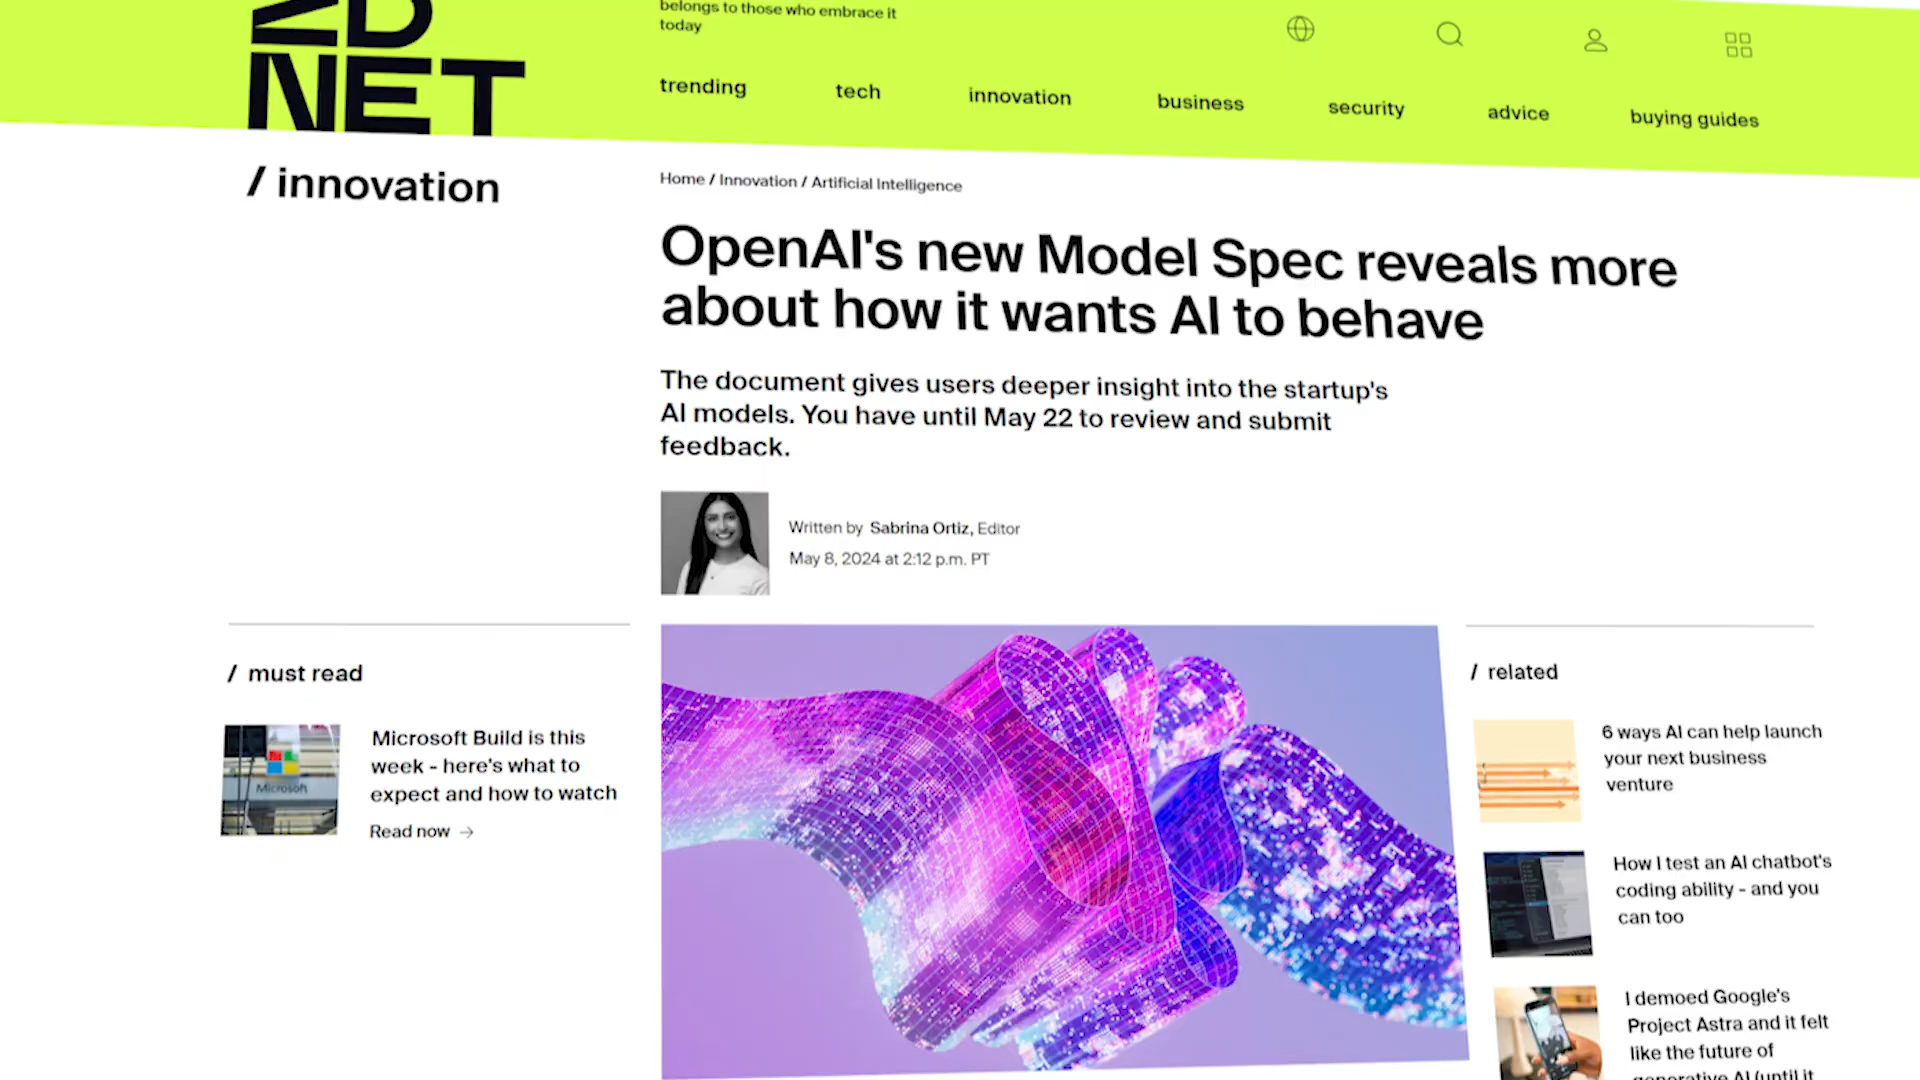 ZD
NET
belongs to those who embrace it
today
trending
tech
innovation
business
security
advice
buying guides
/ innovation
Home / Innovation / Artificial Intelligence
OpenAI's new Model Spec reveals more
about how it wants AI to behave
The document gives users deeper insight into the startup's
AI models. You have until May 22 to review and submit
feedback.
Written by Sabrina Ortiz, Editor
May 8, 2024 at 2:12 p.m. PT
/ must read
Microsoft
Microsoft Build is this
week - here's what to
expect and how to watch
Read now →
/ related
6 ways AI can help launch
your next business
venture
How I test an AI chatbot's
coding ability - and you
can too
I demoed Google's
Project Astra and it felt
like the future of
generative AI (until it